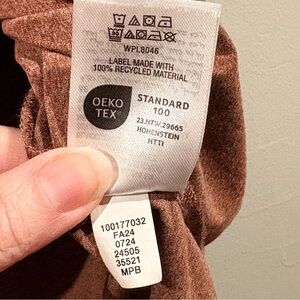 WPL8046
LABEL MADE WITH
100% RECYCLED MATERIAL
OEKO
TEX®
STANDARD
100
23.HTW.29665
HOHENSTEIN
HTTI
100177032
FA24
0724
24505
35521
MPB